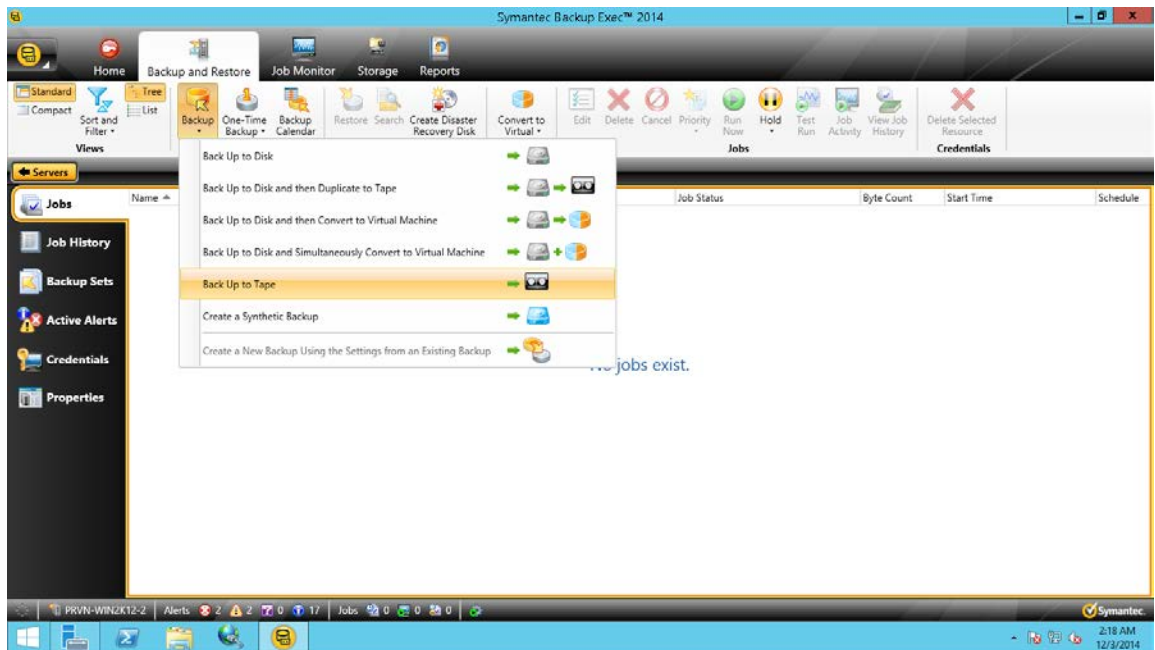 Symantec Backup Exec™ 2014
Home Backup and Restore Job Monitor Storage Reports
Standard
Compact
Sort and Filter
Tree
List
Views
Backup
One-Time Backup
Backup Calendar
Restore
Search
Create Disaster Recovery Disk
Convert to Virtual
Edit
Delete
Cancel
Priority
Run Now
Hold
Test Run
Job Activity
View Job History
Jobs
Delete Selected Resource
Credentials
Servers
Back Up to Disk
Back Up to Disk and then Duplicate to Tape
Back Up to Disk and then Convert to Virtual Machine
Back Up to Disk and Simultaneously Convert to Virtual Machine
Back Up to Tape
Create a Synthetic Backup
Create a New Backup Using the Settings from an Existing Backup
Jobs
Job History
Backup Sets
Active Alerts
Credentials
Properties
Name Job Status Byte Count Start Time Schedule
jobs exist.
PRVN-WIN2K12-2 Alerts 2 2 0 17 Jobs 0 0 0
Symantec.
2:18 AM
12/3/2014